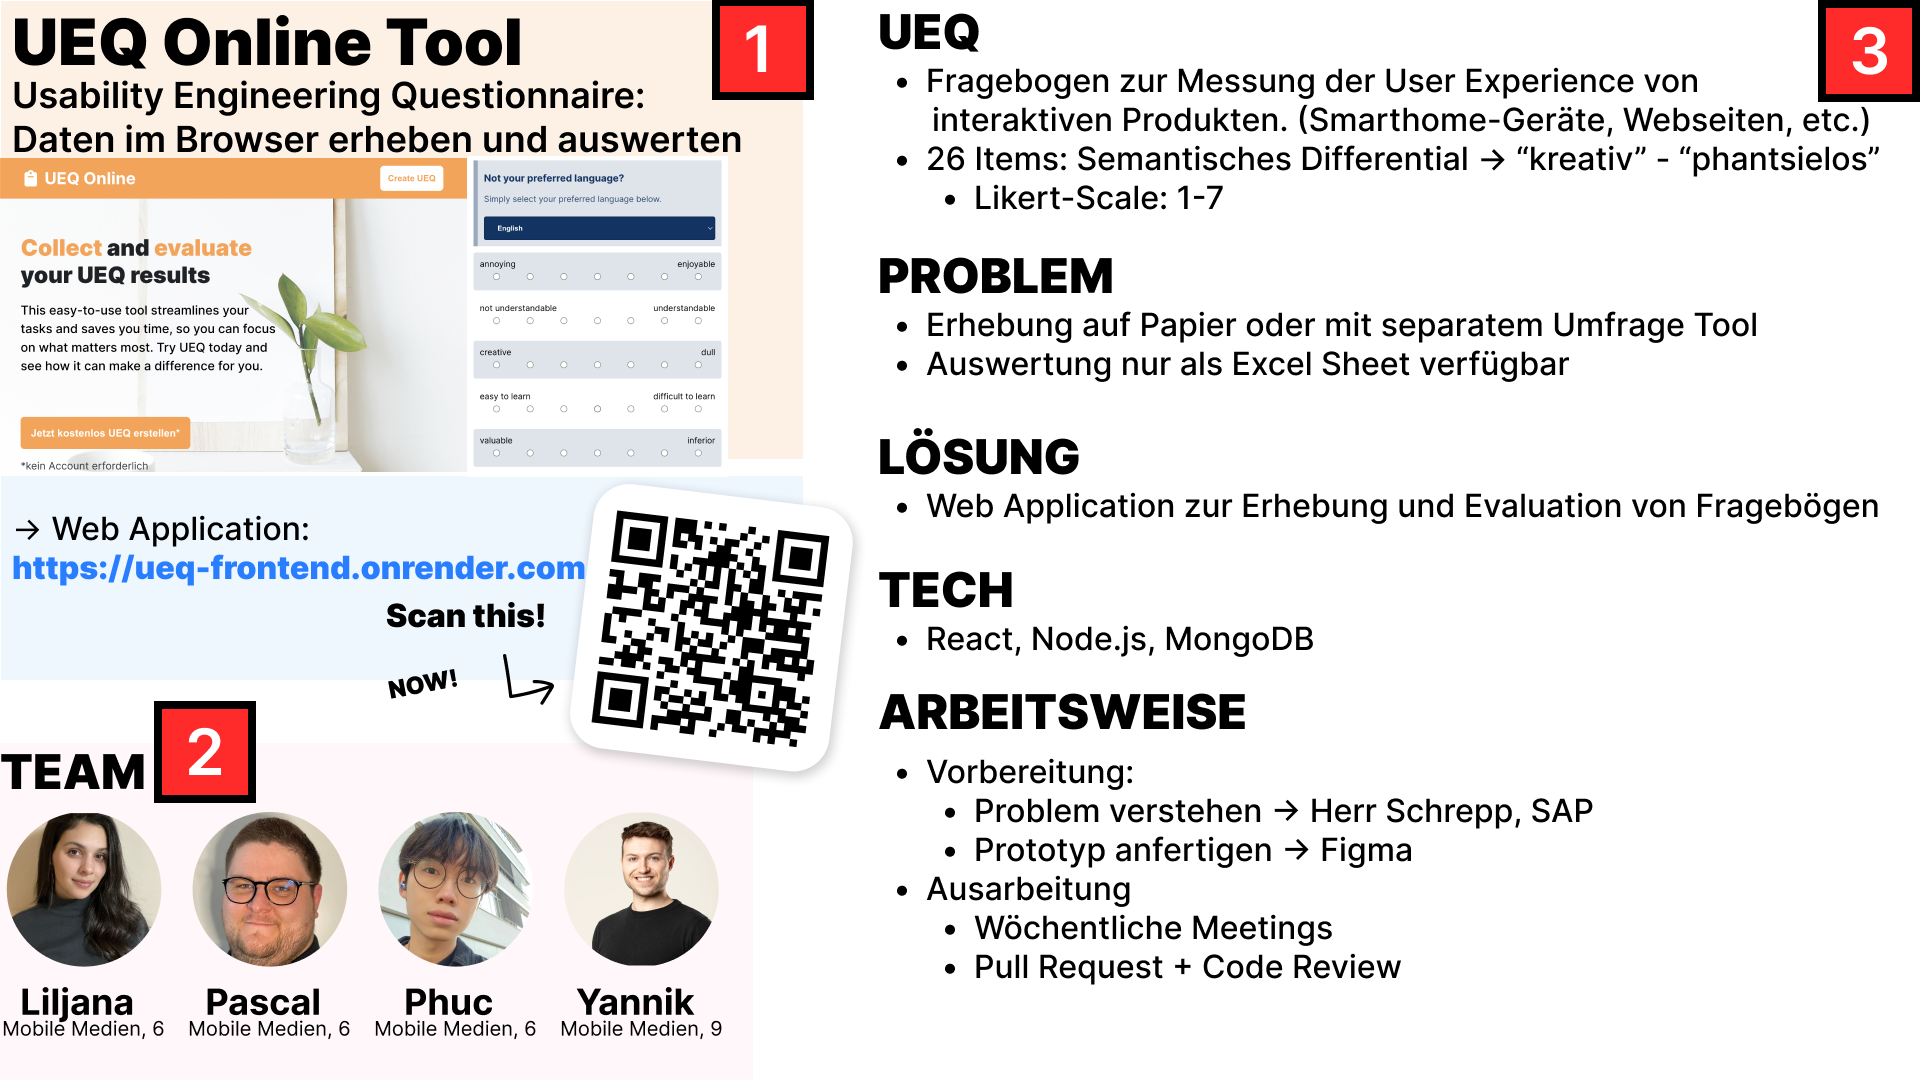 UEQ Online Tool
1
Usability Engineering Questionnaire:
Daten im Browser erheben und auswerten
UEQ Online
Create UEQ
Collect and evaluate
your UEQ results
This easy-to-use tool streamlines your
tasks and saves you time, so you can focus
on what matters most. Try UEQ today and
see how it can make a difference for you.
Jetzt kostenlos UEQ erstellen*
*kein Account erforderlich
Not your preferred language?
Simply select your preferred language below.
English
annoying enjoyable
not understandable understandable
creative dull
easy to learn difficult to learn
valuable inferior
→ Web Application:
https://ueq-frontend.onrender.com
Scan this!
NOW!
TEAM
2
Liljana
Mobile Medien, 6
Pascal
Mobile Medien, 6
Phuc
Mobile Medien, 6
Yannik
Mobile Medien, 9
UEQ
3
• Fragebogen zur Messung der User Experience von
interaktiven Produkten. (Smarthome-Geräte, Webseiten, etc.)
• 26 Items: Semantisches Differential → “kreativ” - “phantsielos”
• Likert-Scale: 1-7
PROBLEM
• Erhebung auf Papier oder mit separatem Umfrage Tool
• Auswertung nur als Excel Sheet verfügbar
LÖSUNG
• Web Application zur Erhebung und Evaluation von Fragebögen
TECH
• React, Node.js, MongoDB
ARBEITSWEISE
• Vorbereitung:
• Problem verstehen → Herr Schrepp, SAP
• Prototyp anfertigen → Figma
• Ausarbeitung
• Wöchentliche Meetings
• Pull Request + Code Review